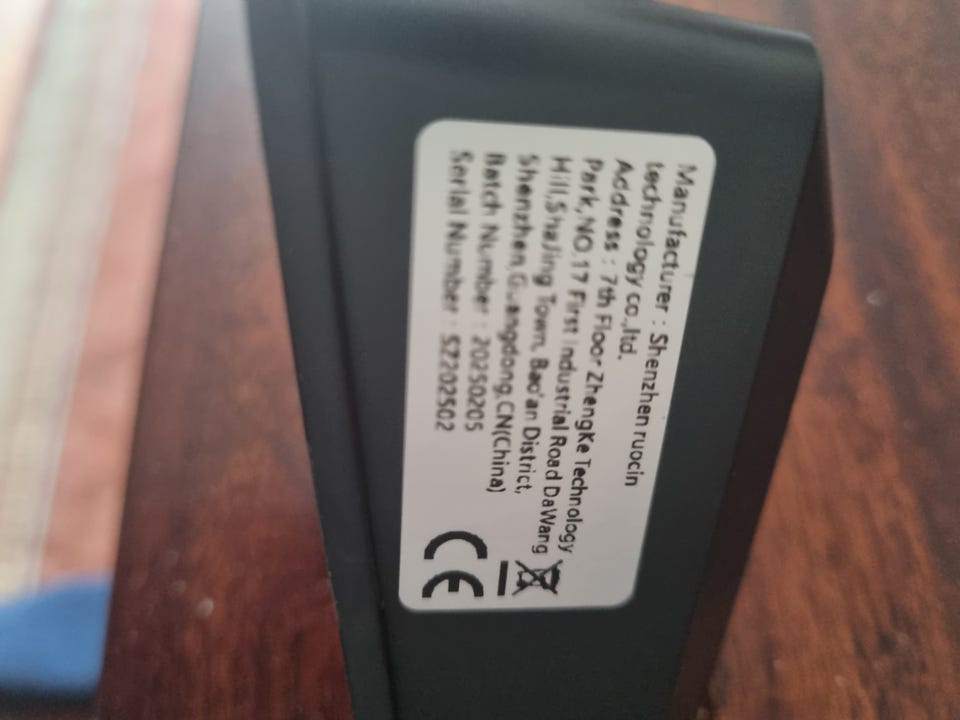 Manufacturer : Shenzhen ruocin
technology co.,ltd.
Address : 7th Floor ZhengKe Technology
Park,NO.17 First Industrial Road DaWang
Hill,ShaJing Town, Bao'an District,
Shenzhen,Guangdong,CN(China)
Batch Number : 20250205
Serial Number : SZ202502
CE